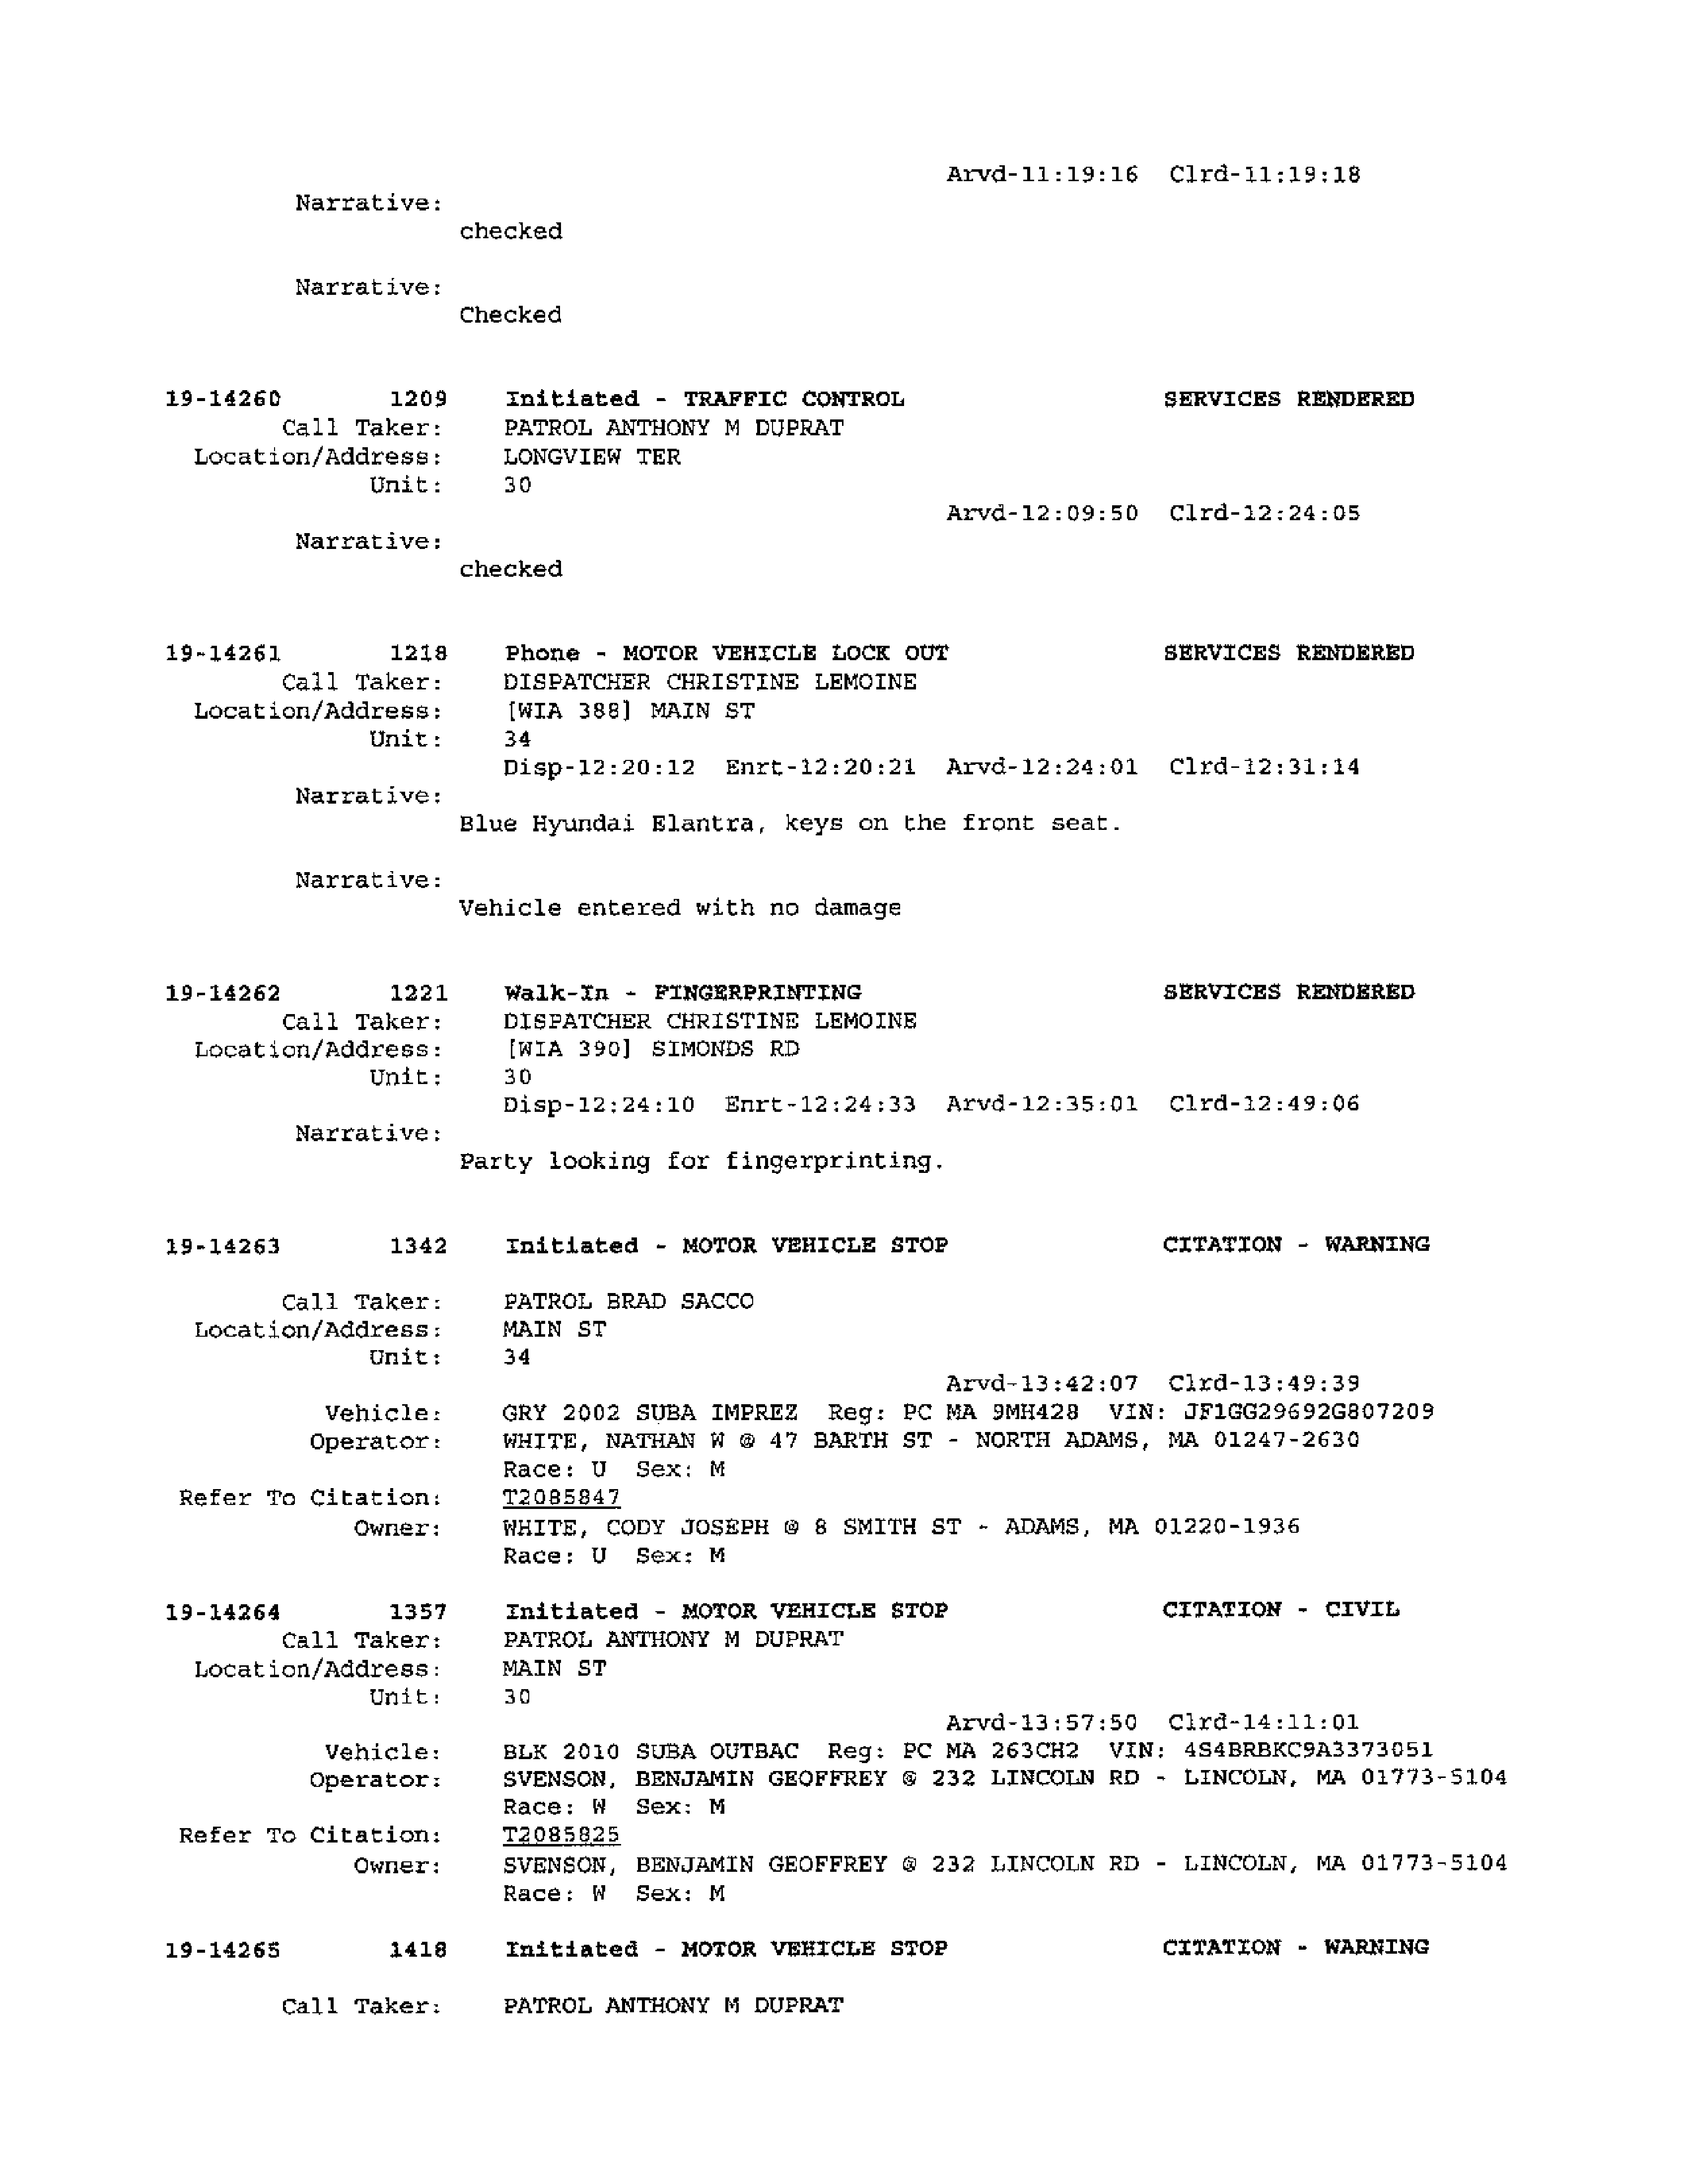 Arvd-11:19:16 Clrd-11:19:18
Narrative:
checked
Narrative:
Checked
19-14260 1209 Initiated - TRAFFIC CONTROL SERVICES RENDERED
Call Taker: PATROL ANTHONY M DUPRAT
Location/Address: LONGVIEW TER
Unit: 30
Arvd-12:09:50 Clrd-12:24:05
Narrative:
checked
19-14261 1218 Phone - MOTOR VEHICLE LOCK OUT SERVICES RENDERED
Call Taker: DISPATCHER CHRISTINE LEMOINE
Location/Address: [WIA 388] MAIN ST
Unit: 34
Disp-12:20:12 Enrt-12:20:21 Arvd-12:24:01 Clrd-12:31:14
Narrative:
Blue Hyundai Elantra, keys on the front seat.
Narrative:
Vehicle entered with no damage
19-14262 1221 Walk-In - FINGERPRINTING SERVICES RENDERED
Call Taker: DISPATCHER CHRISTINE LEMOINE
Location/Address: [WIA 390] SIMONDS RD
Unit: 30
Disp-12:24:10 Enrt-12:24:33 Arvd-12:35:01 Clrd-12:49:06
Narrative:
Party looking for fingerprinting.
19-14263 1342 Initiated - MOTOR VEHICLE STOP CITATION - WARNING
Call Taker: PATROL BRAD SACCO
Location/Address: MAIN ST
Unit: 34
Arvd-13:42:07 Clrd-13:49:39
Vehicle: GRY 2002 SUBA IMPREZ Reg: PC MA 9MH428 VIN: JF1GG29692G807209
Operator: WHITE, NATHAN W @ 47 BARTH ST - NORTH ADAMS, MA 01247-2630
Race: U Sex: M
Refer To Citation: T2085847
Owner: WHITE, CODY JOSEPH @ 8 SMITH ST - ADAMS, MA 01220-1936
Race: U Sex: M
19-14264 1357 Initiated - MOTOR VEHICLE STOP CITATION - CIVIL
Call Taker: PATROL ANTHONY M DUPRAT
Location/Address: MAIN ST
Unit: 30
Arvd-13:57:50 Clrd-14:11:01
Vehicle: BLK 2010 SUBA OUTBAC Reg: PC MA 263CH2 VIN: 4S4BRBKC9A3373051
Operator: SVENSON, BENJAMIN GEOFFREY @ 232 LINCOLN RD - LINCOLN, MA 01773-5104
Race: W Sex: M
Refer To Citation: T2085825
Owner: SVENSON, BENJAMIN GEOFFREY @ 232 LINCOLN RD - LINCOLN, MA 01773-5104
Race: W Sex: M
19-14265 1418 Initiated - MOTOR VEHICLE STOP CITATION - WARNING
Call Taker: PATROL ANTHONY M DUPRAT